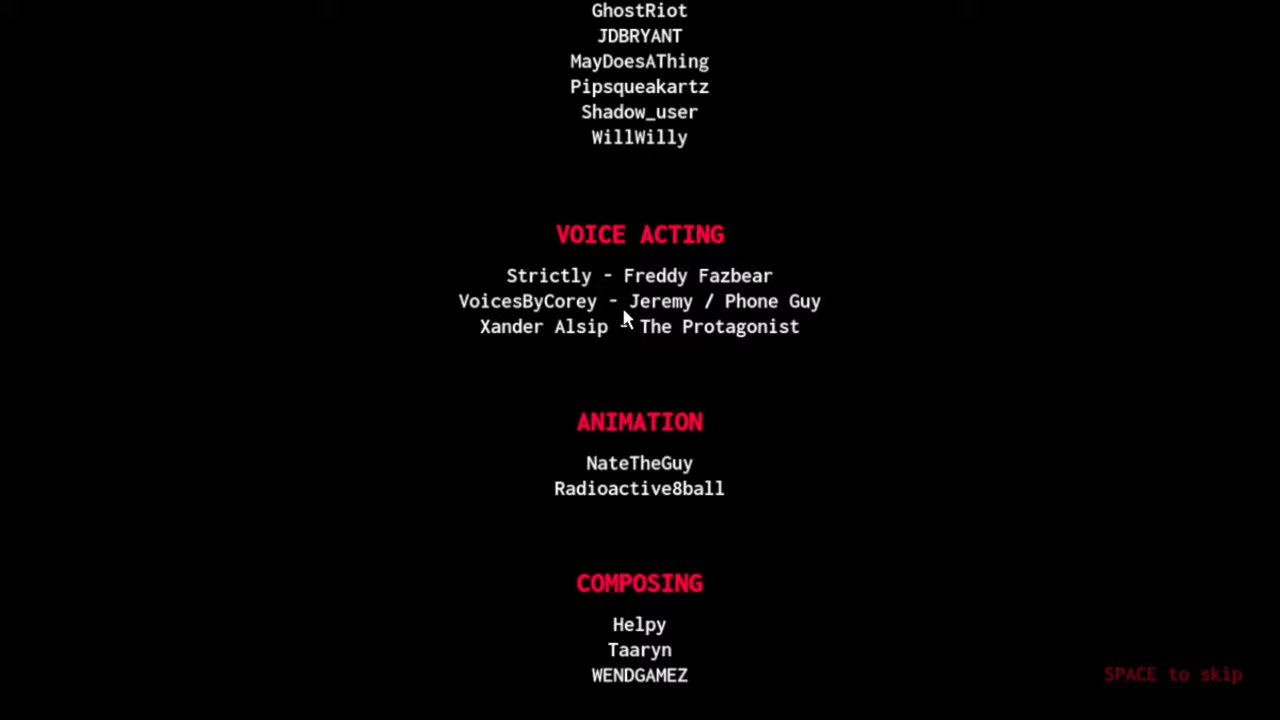 GhostRiot
JDBRYANT
MayDoesAThing
Pipsqueakartz
Shadow_user
WillWilly
VOICE ACTING
Strictly - Freddy Fazbear
VoicesByCorey - Jeremy / Phone Guy
Xander Alsip - The Protagonist
ANIMATION
NateTheGuy
Radioactive8ball
COMPOSING
Helpy
Taaryn
WENDGAMEZ
SPACE to skip